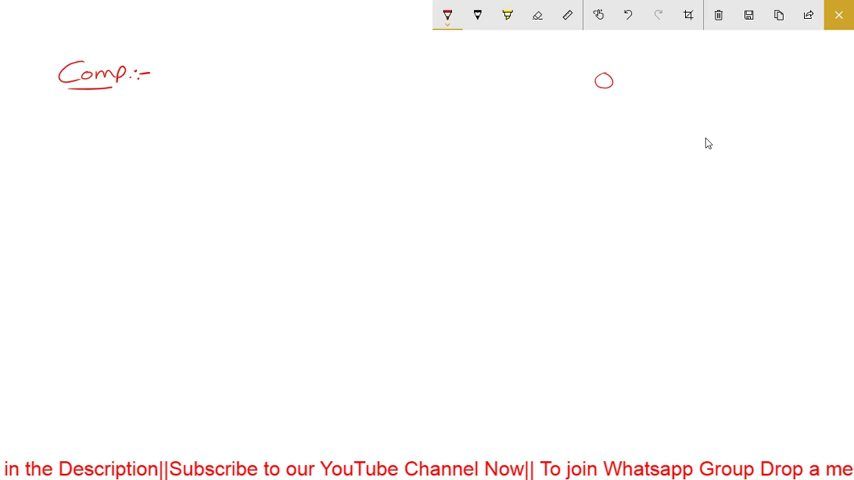 Comp:-
in the Description||Subscribe to our YouTube Channel Now|| To join Whatsapp Group Drop a me